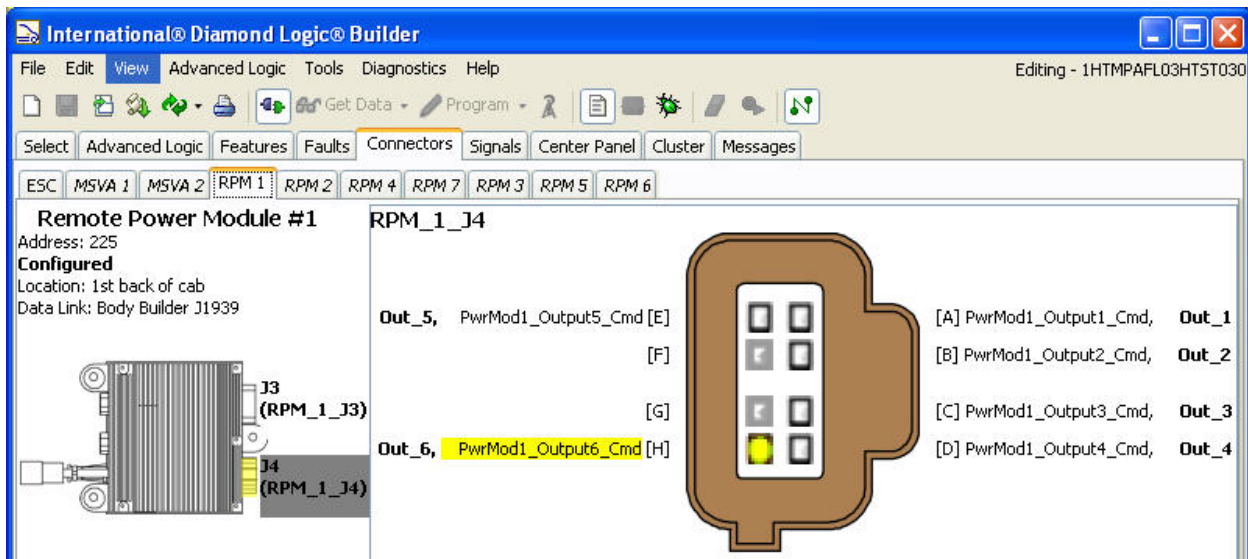 International® Diamond Logic® Builder
File Edit View Advanced Logic Tools Diagnostics Help Editing - 1HTMPAFL03HTST030
Get Data Program
Select Advanced Logic Features Faults Connectors Signals Center Panel Cluster Messages
ESC MSVA 1 MSVA 2 RPM 1 RPM 2 RPM 4 RPM 7 RPM 3 RPM 5 RPM 6
Remote Power Module #1
Address: 225
Configured
Location: 1st back of cab
Data Link: Body Builder J1939
J3
(RPM_1_J3)
J4
(RPM_1_J4)
RPM_1_J4
Out_5, PwrMod1_Output5_Cmd [E] [A] PwrMod1_Output1_Cmd, Out_1
[F] [B] PwrMod1_Output2_Cmd, Out_2
[G] [C] PwrMod1_Output3_Cmd, Out_3
Out_6, PwrMod1_Output6_Cmd [H] [D] PwrMod1_Output4_Cmd, Out_4